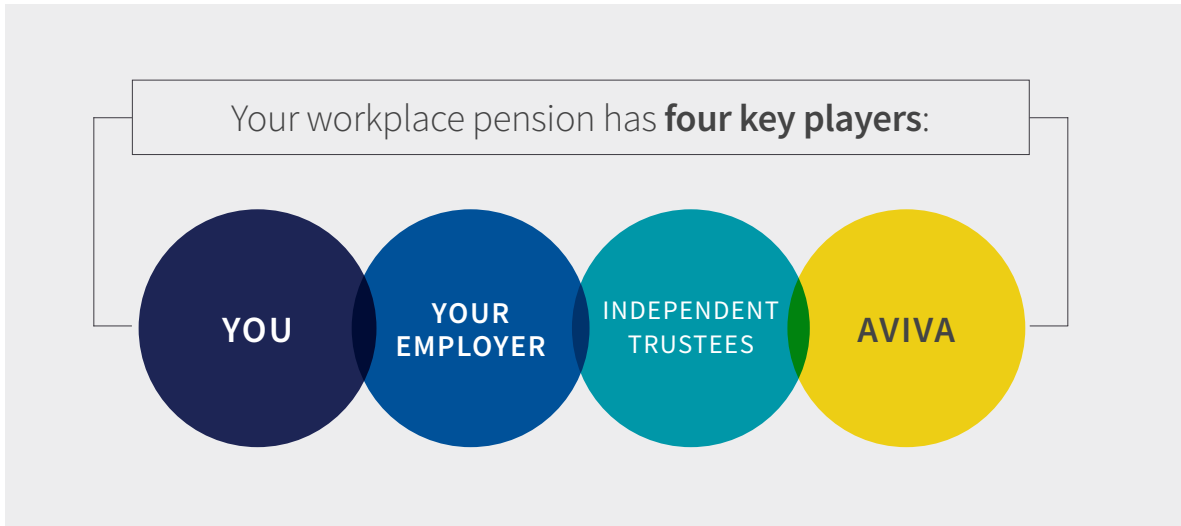 Your workplace pension has four key players:
YOU
YOUR
EMPLOYER
INDEPENDENT
TRUSTEES
AVIVA